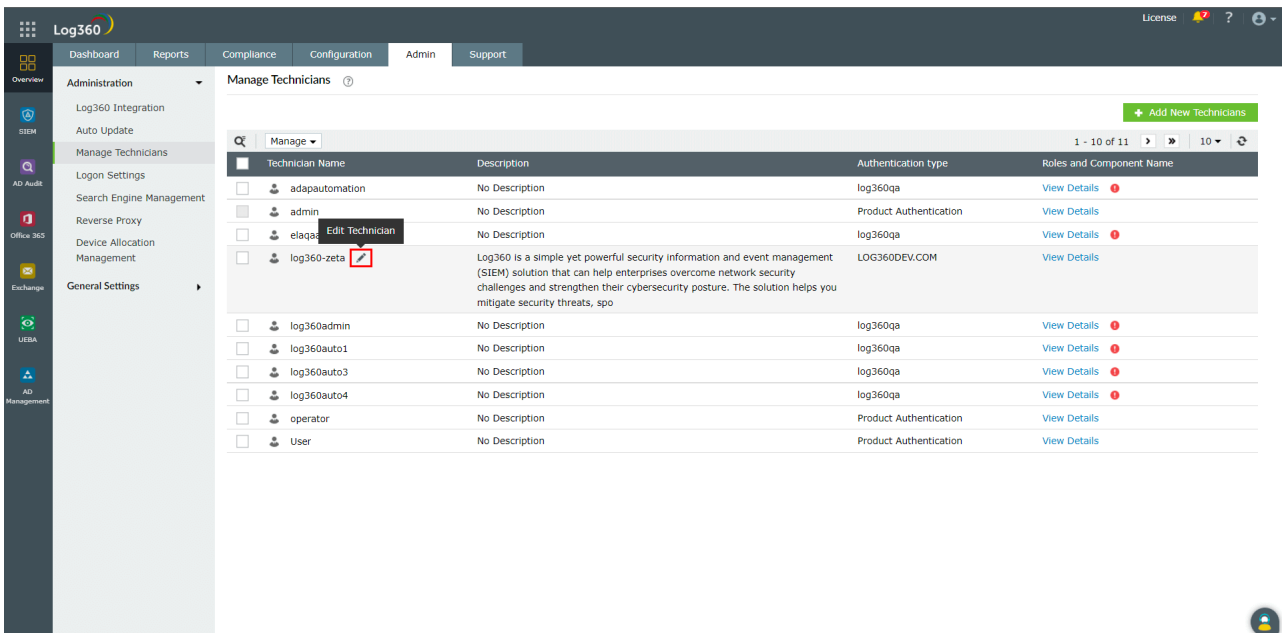 License 7 ?
Log360
Dashboard Reports Compliance Configuration Admin Support
Overview
SIEM
AD Audit
Office 365
Exchange
UEBA
AD
Management
Administration
Log360 Integration
Auto Update
Manage Technicians
Logon Settings
Search Engine Management
Reverse Proxy
Device Allocation
Management
General Settings
Manage Technicians ?
+ Add New Technicians
Manage 1 - 10 of 11 > » 10
Technician Name Description Authentication type Roles and Component Name
adapautomation No Description log360qa View Details !
admin No Description Product Authentication View Details
Edit Technician
No Description log360qa View Details !
log360-zeta Log360 is a simple yet powerful security information and event management LOG360DEV.COM View Details
(SIEM) solution that can help enterprises overcome network security
challenges and strengthen their cybersecurity posture. The solution helps you
mitigate security threats, spo
log360admin No Description log360qa View Details !
log360auto1 No Description log360qa View Details !
log360auto3 No Description log360qa View Details !
log360auto4 No Description log360qa View Details !
operator No Description Product Authentication View Details
User No Description Product Authentication View Details